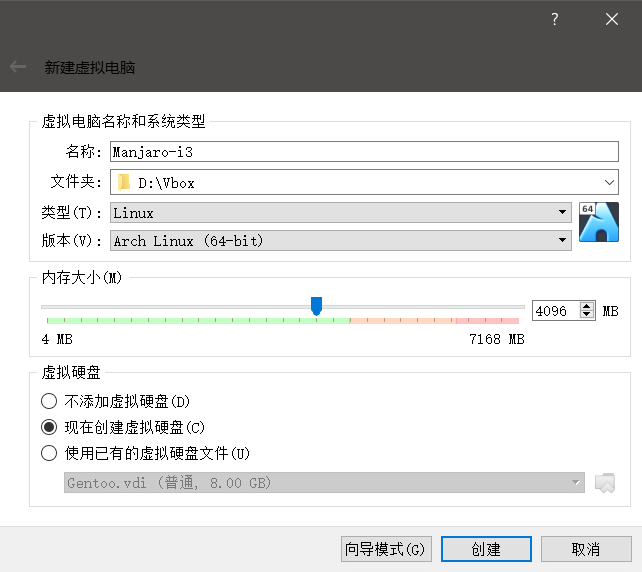 ?
新建虚拟电脑
虚拟电脑名称和系统类型
名称: Manjaro-i3
文件夹: D:\Vbox
类型(T): Linux
64
版本(V): Arch Linux (64-bit)
内存大小(M)
4096 MB
4 MB 7168 MB
虚拟硬盘
不添加虚拟硬盘(D)
现在创建虚拟硬盘(C)
使用已有的虚拟硬盘文件(U)
Gentoo.vdi (普通, 8.00 GB)
向导模式(G) 创建 取消